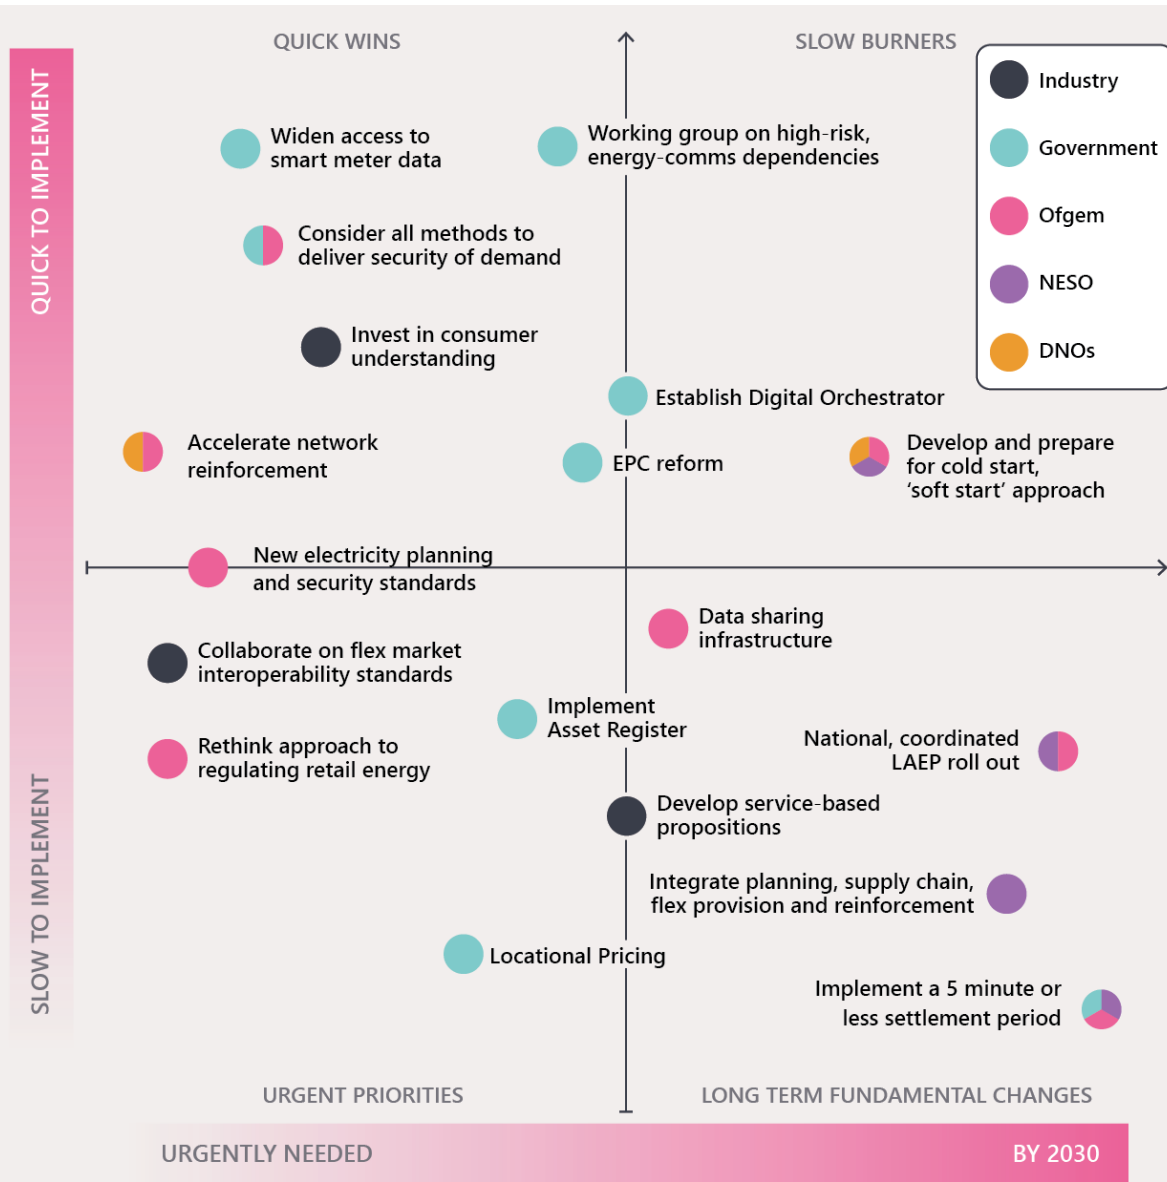 QUICK WINS
SLOW BURNERS
QUICK TO IMPLEMENT
SLOW TO IMPLEMENT
Industry
Government
Ofgem
NESO
DNOs
Widen access to
smart meter data
Working group on high-risk,
energy-comms dependencies
Consider all methods to
deliver security of demand
Invest in consumer
understanding
Establish Digital Orchestrator
Accelerate network
reinforcement
EPC reform
Develop and prepare
for cold start,
‘soft start’ approach
New electricity planning
and security standards
Data sharing
infrastructure
Collaborate on flex market
interoperability standards
Implement
Asset Register
Rethink approach to
regulating retail energy
National, coordinated
LAEP roll out
Develop service-based
propositions
Integrate planning, supply chain,
flex provision and reinforcement
Locational Pricing
Implement a 5 minute or
less settlement period
URGENT PRIORITIES
LONG TERM FUNDAMENTAL CHANGES
URGENTLY NEEDED
BY 2030